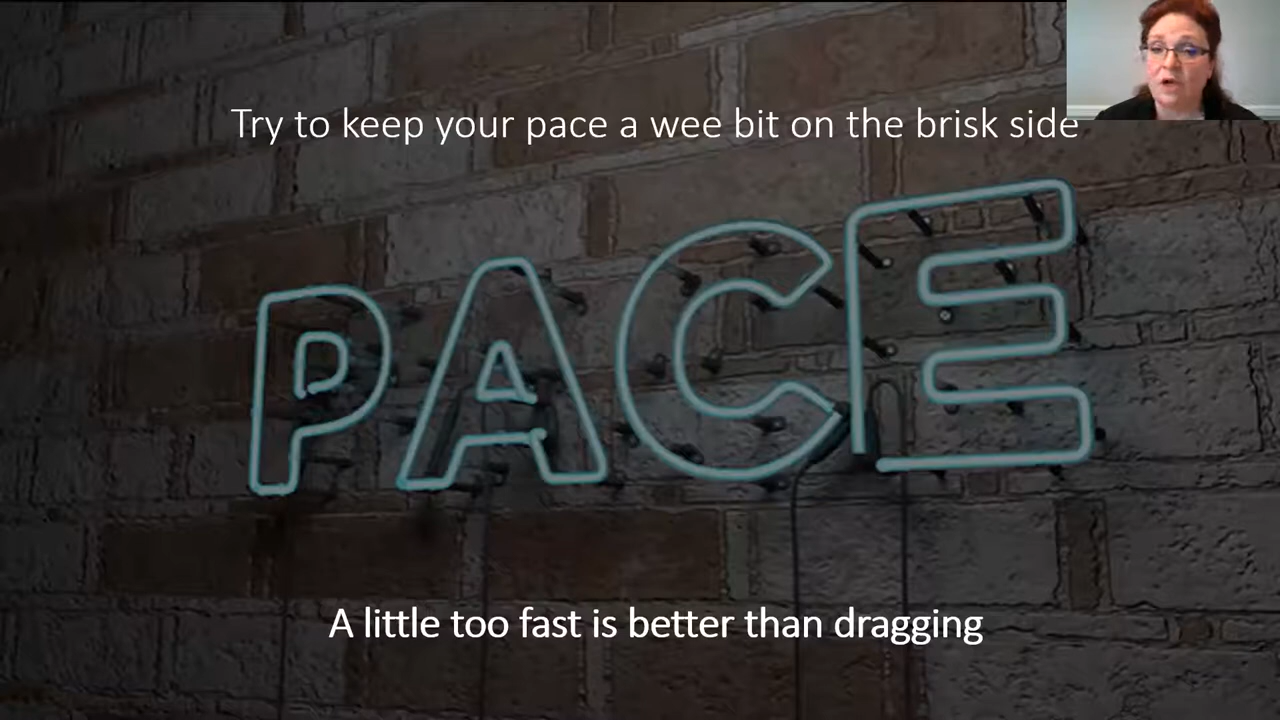 Try to keep your pace a wee bit on the brisk side
PACE
A little too fast is better than dragging